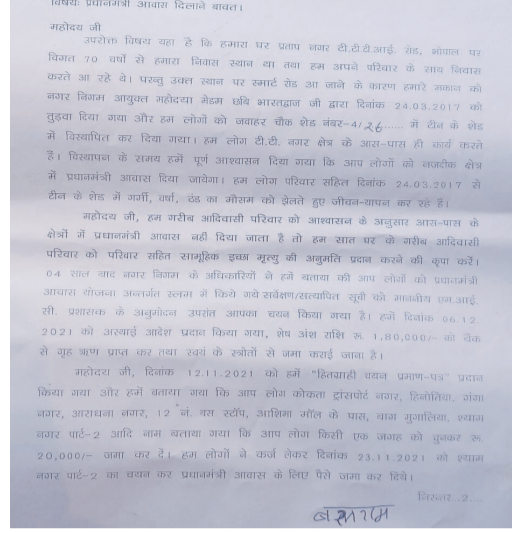 विषयः प्रधानमंत्री आवास दिलाने बावत।
महोदय जी
उपरोक्त विषय यहा है कि हमारा घर प्रताप नगर टी.टी.टी.आई. रोड, भोपाल पर
विगत 70 वर्षो से हमारा निवास स्थान था तथा हम अपने परिवार के साथ निवास
करते आ रहे थे। परन्तु उक्त स्थान पर स्मार्ट रोड आ जाने के कारण हमारे मकान को
नगर निगम आयुक्त महोदया मेडम छबि भारतद्वाज जी द्वारा दिनांक 24.03.2017 को
तुड़वा दिया गया और हम लोगों को जवाहर चौक शेड नंबर-4/26...... में टीन के शेड
में विस्थापित कर दिया गया। हम लोग टी.टी. नगर क्षेत्र के आस-पास ही कार्य करते
हैं। विस्थापन के समय हमें पूर्ण आश्वासन दिया गया कि आप लोगों को नजदीक क्षेत्र
में प्रधानमंत्री आवास दिया जावेगा। हम लोग परिवार सहित दिनांक 24.03.2017 से
टीन के शेड में गर्मी, वर्षा, ठंड का मौसम को झेलते हुए जीवन-यापन कर रहे हैं।
महोदय जी, हम गरीब आदिवासी परिवार को आश्वासन के अनुसार आस-पास के
क्षेत्रों में प्रधानमंत्री आवास नहीं दिया जाता है तो हम सात घर के गरीब आदिवासी
परिवार को परिवार सहित सामूहिक इच्छा मृत्यु की अनुमति प्रदान करने की कृपा करें।
04 साल बाद नगर निगम के अधिकारियों ने हमें बताया की आप लोगों को प्रधानमंत्री
आवास योजना अन्तर्गत स्लम में किये गये सर्वेक्षण/सत्यापित सूची को माननीय एम.आई.
सी. प्रशासक के अनुमोदन उपरांत आपका चयन किया गया है। हमें दिनांक 06.12.
2021 को अस्थाई आदेश प्रदान किया गया, शेष अंश राशि रू. 1,80,000/- को बैंक
से गृह ऋण प्राप्त कर तथा स्वयं के स्त्रोतों से जमा कराई जाना है।
महोदय जी, दिनांक 12.11.2021 को हमें "हितग्राही चयन प्रमाण-पत्र" प्रदान
किया गया और हमें बताया गया कि आप लोग कोकता ट्रांसपोर्ट नगर, हिनोतिया, गंगा
नगर, आराधना नगर, 12 नं. बस स्टॉप, आशिमा मॉल के पास, बाग मुगालिया, श्याम
नगर पार्ट-2 आदि नाम बताया गया कि आप लोग किसी एक जगह को चुनकर रू.
20,000/- जमा कर दें। हम लोगों ने कर्ज लेकर दिनांक 23.11.2021 को श्याम
नगर पार्ट-2 का चयन कर प्रधानमंत्री आवास के लिए पैसे जमा कर दिये।
निरन्तर...2...